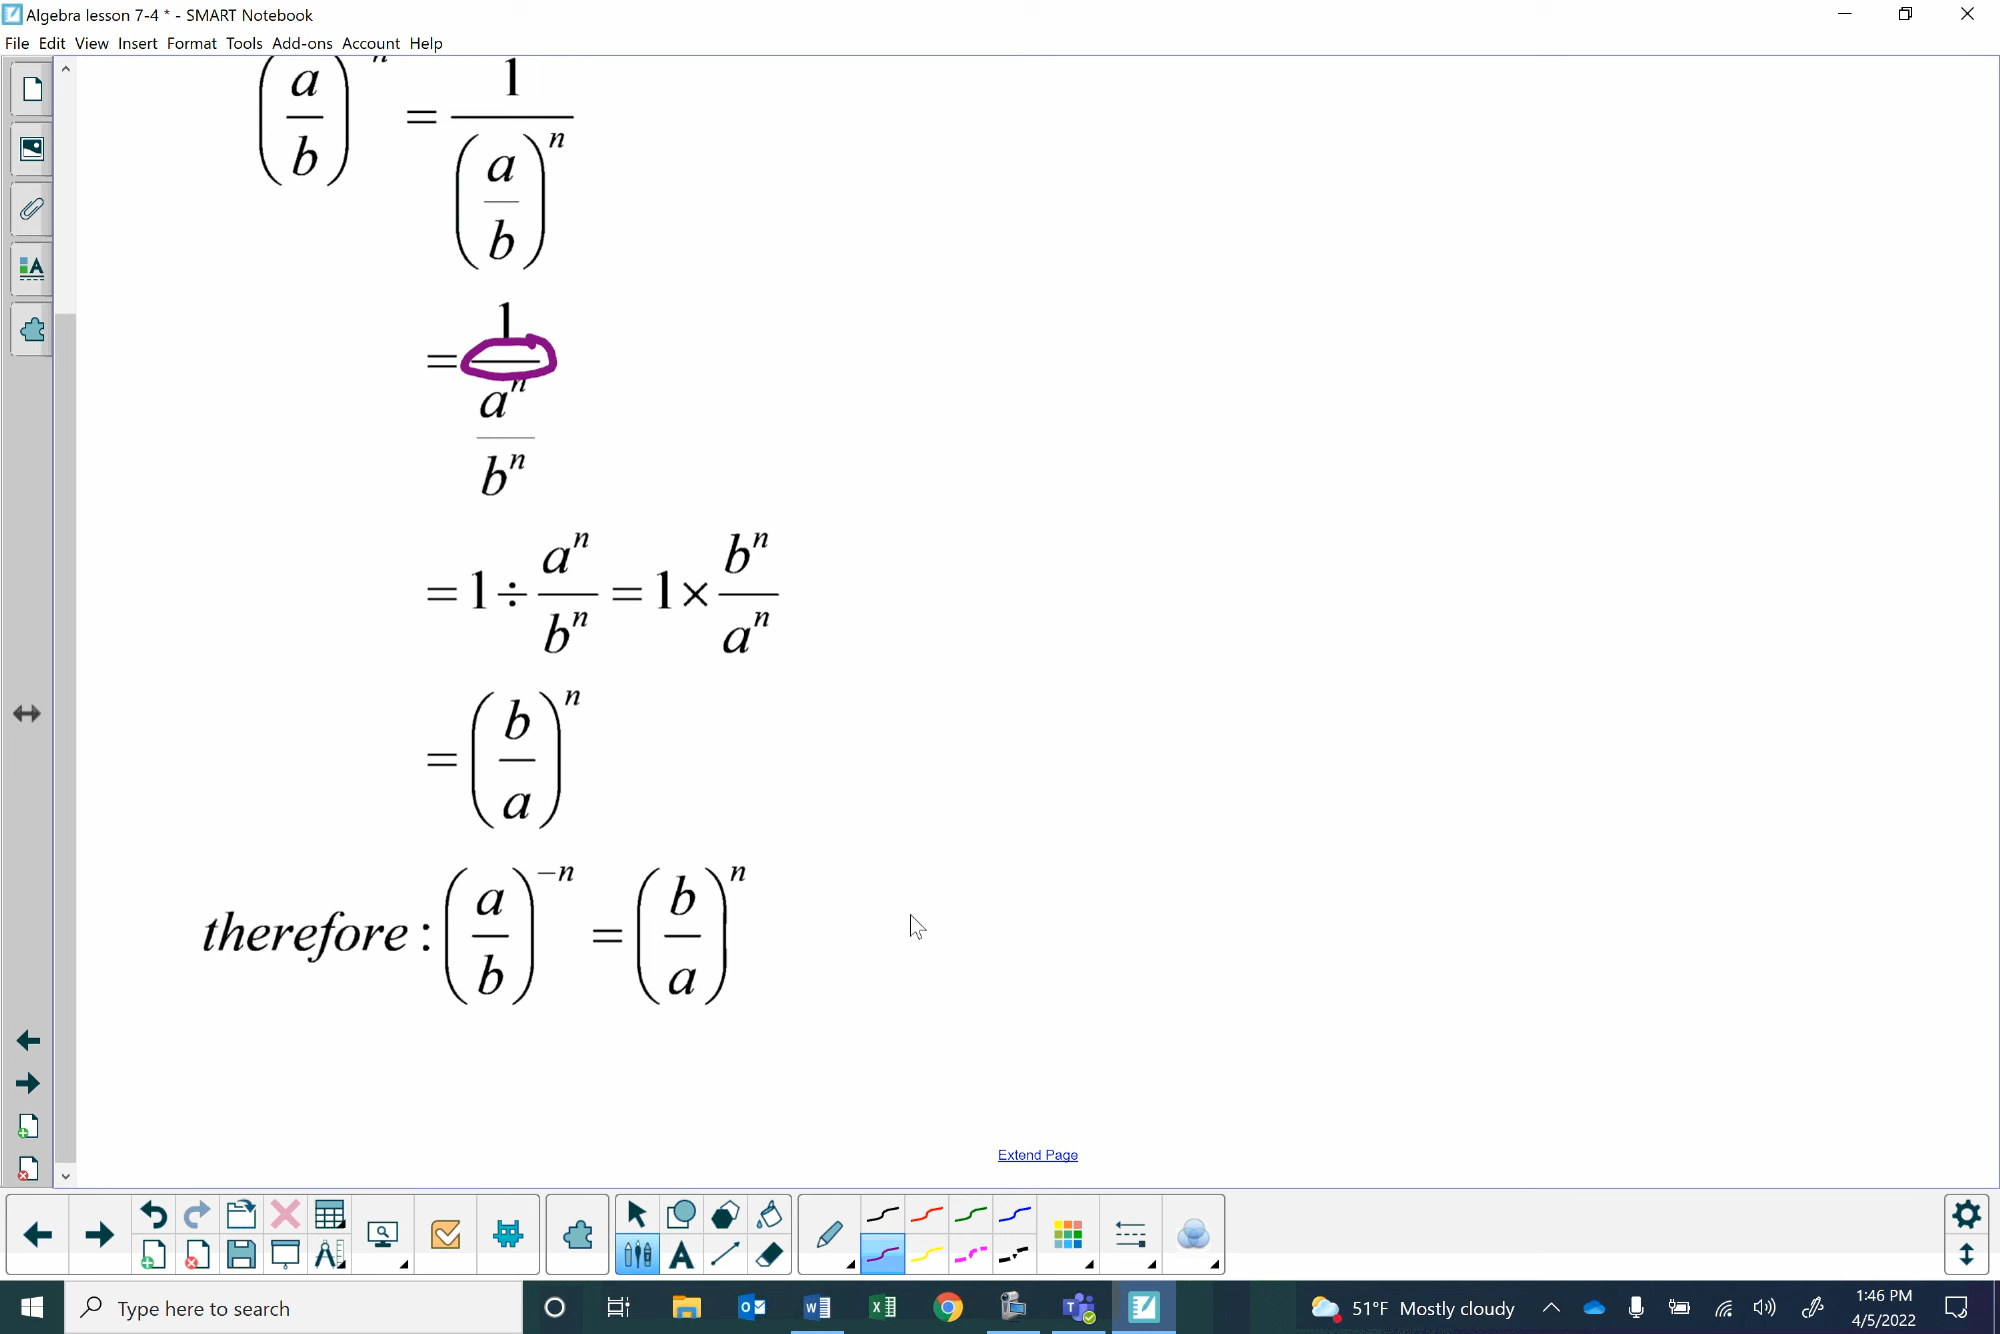 Algebra lesson 7-4 * - SMART Notebook
File Edit View Insert Format Tools Add-ons Account Help
(a/b)^-n = 1/(a/b)^n
= 1/(a^n/b^n)
= 1 ÷ a^n/b^n = 1 × b^n/a^n
= (b/a)^n
therefore : (a/b)^-n = (b/a)^n
Extend Page
Type here to search
51°F Mostly cloudy
1:46 PM
4/5/2022